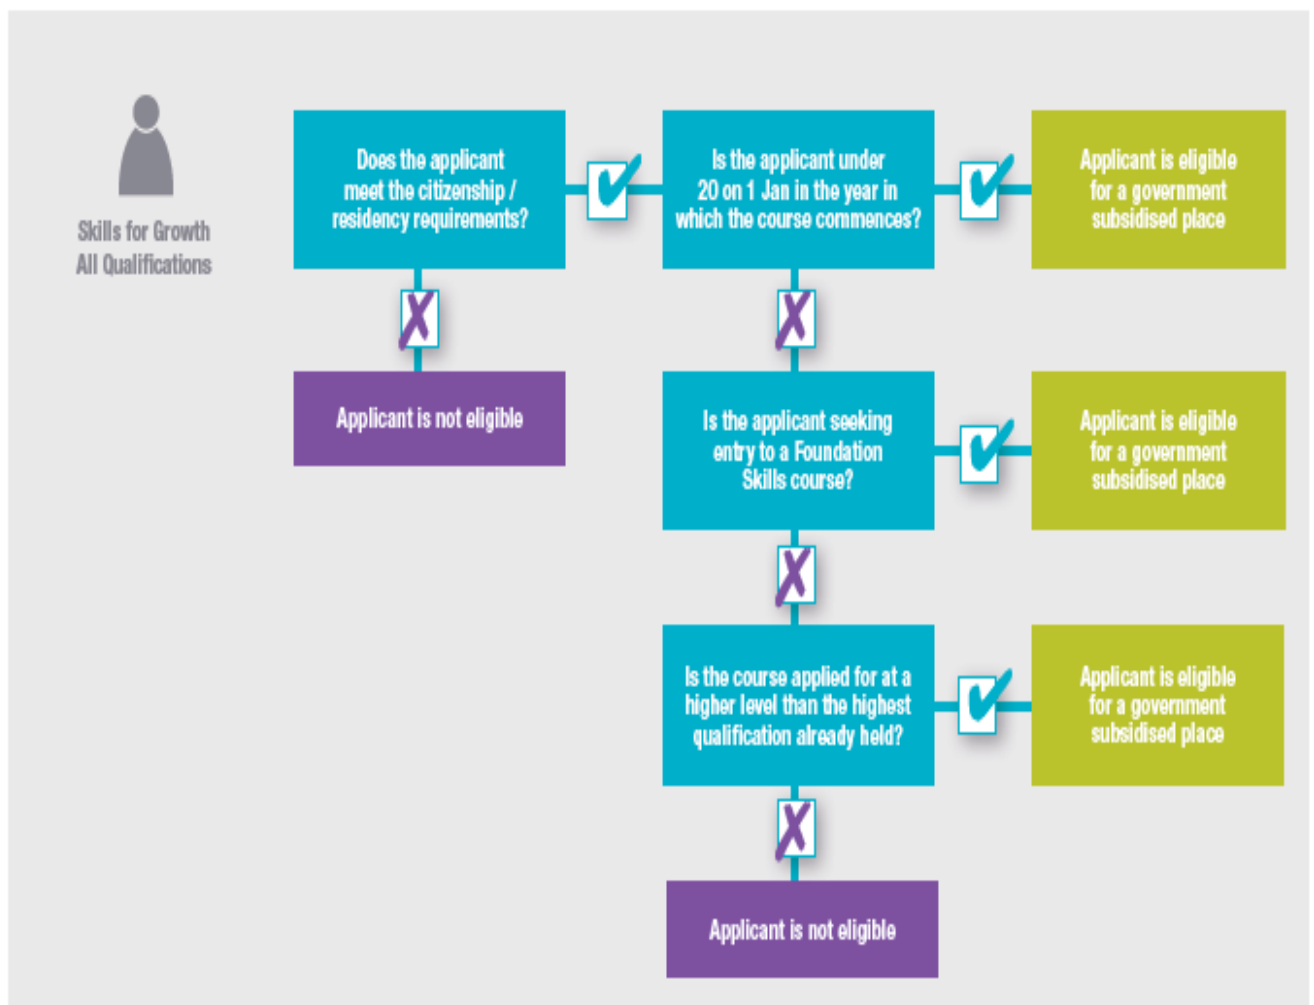 Skills for Growth
All Qualifications
Does the applicant
meet the citizenship /
residency requirements?
Is the applicant under
20 on 1 Jan in the year in
which the course commences?
Applicant is eligible
for a government
subsidised place
Applicant is not eligible
Is the applicant seeking
entry to a Foundation
Skills course?
Applicant is eligible
for a government
subsidised place
Is the course applied for at a
higher level than the highest
qualification already held?
Applicant is eligible
for a government
subsidised place
Applicant is not eligible